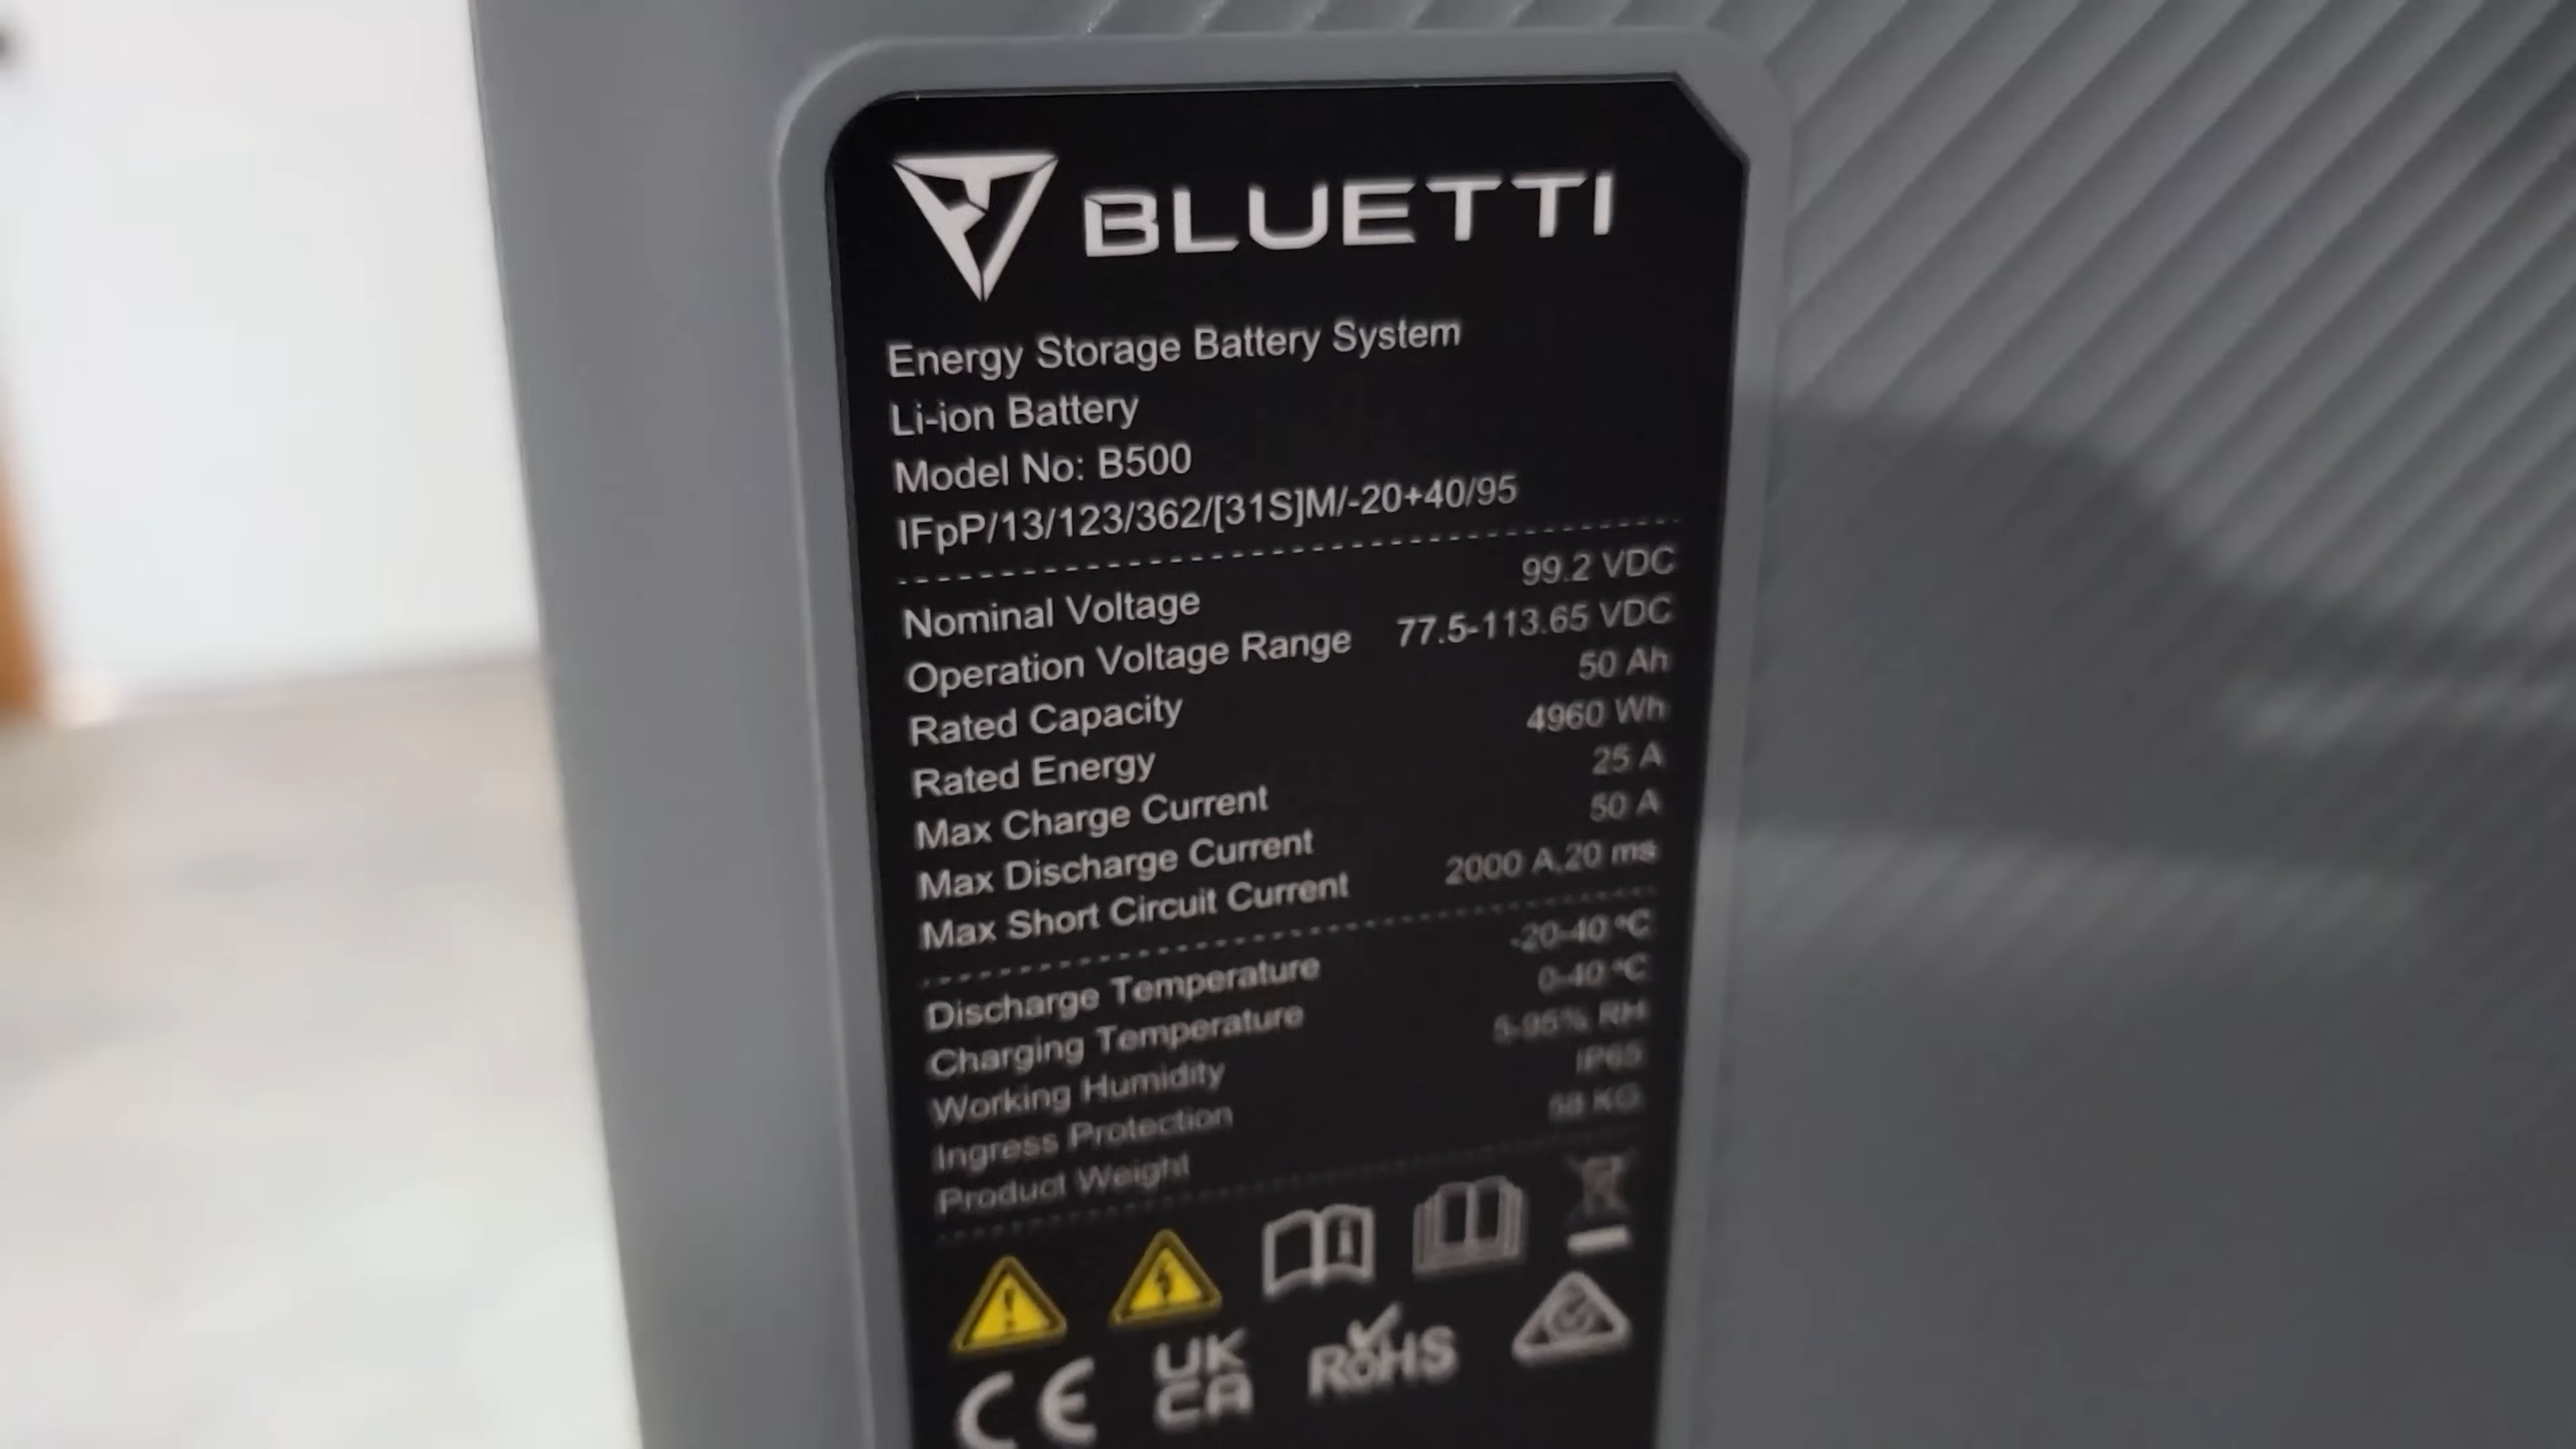 BLUETTI
Energy Storage Battery System
Li-ion Battery
Model No: B500
IFpP/13/123/362/[31S]M/-20+40/95
Nominal Voltage 99.2 VDC
Operation Voltage Range 77.5-113.65 VDC
Rated Capacity 50 Ah
Rated Energy 4960 Wh
Max Charge Current 25 A
Max Discharge Current 50 A
Max Short Circuit Current 2000 A,20 ms
Discharge Temperature -20-40 °C
Charging Temperature 0-40 °C
Working Humidity 5-95% RH
Ingress Protection IP65
Product Weight 58 KG
CE UK CA RoHS